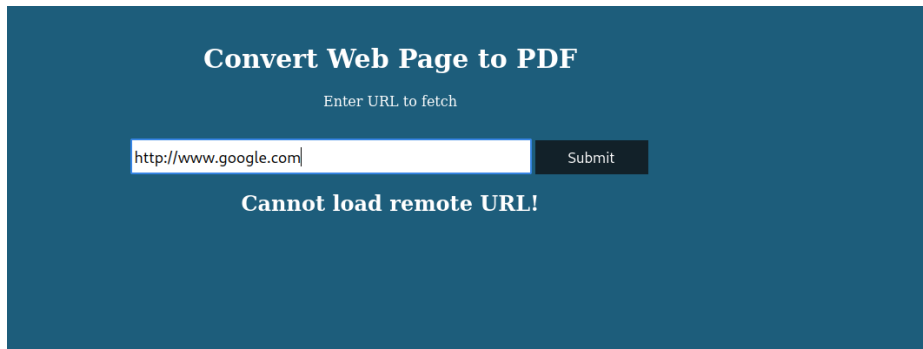 Convert Web Page to PDF
Enter URL to fetch
http://www.google.com Submit
Cannot load remote URL!